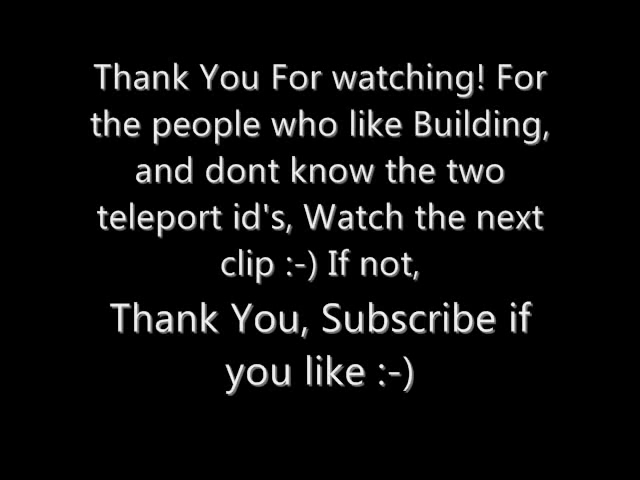 Thank You For watching! For
the people who like Building,
and dont know the two
teleport id's, Watch the next
clip :-) If not,
Thank You, Subscribe if
you like :-)